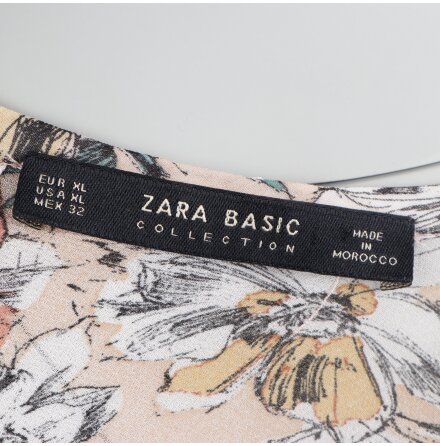 EUR XL
USA XL
MEX 32
ZARA BASIC
COLLECTION
MADE
IN
MOROCCO